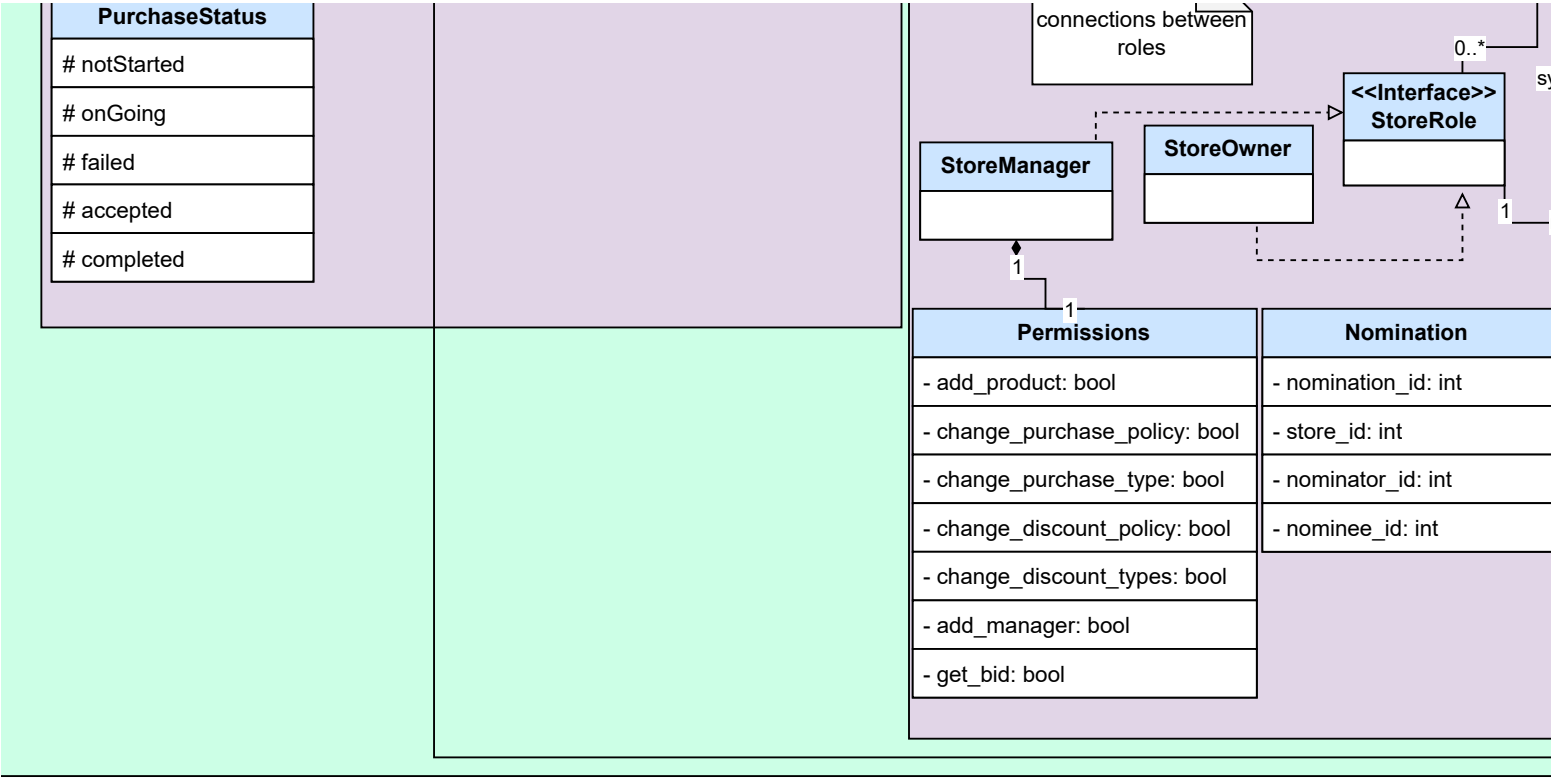 PurchaseStatus
# notStarted
# onGoing
# failed
# accepted
# completed
connections between
roles
0..*
<<Interface>>
StoreRole
1
StoreManager
StoreOwner
1
1
Permissions
- add_product: bool
- change_purchase_policy: bool
- change_purchase_type: bool
- change_discount_policy: bool
- change_discount_types: bool
- add_manager: bool
- get_bid: bool
Nomination
- nomination_id: int
- store_id: int
- nominator_id: int
- nominee_id: int